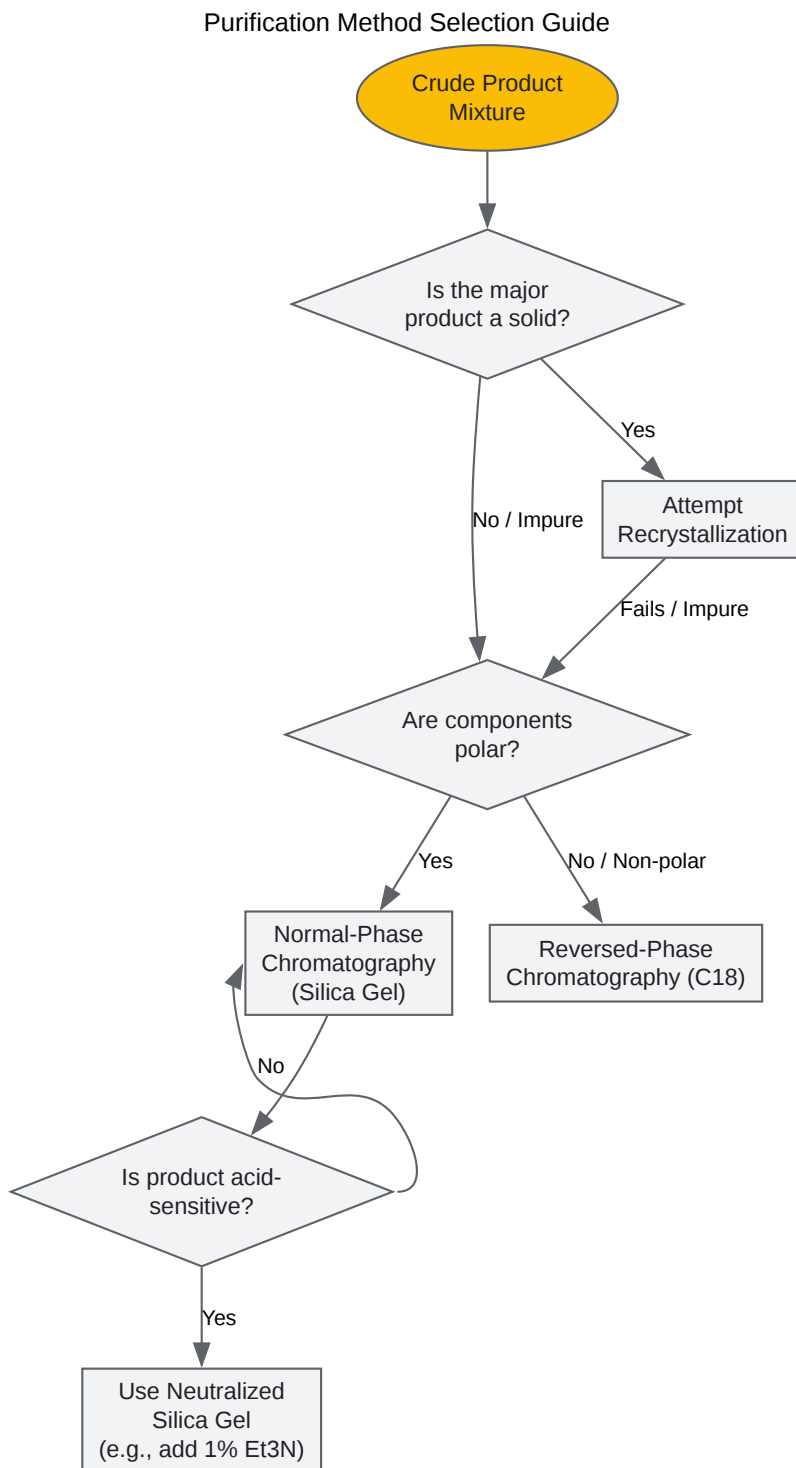 Purification Method Selection Guide
Crude Product
Mixture
Is the major
product a solid?
Yes
Attempt
Recrystallization
No / Impure
Fails / Impure
Are components
polar?
Yes
No / Non-polar
Normal-Phase
Chromatography
(Silica Gel)
Reversed-Phase
Chromatography (C18)
No
Is product acid-
sensitive?
Yes
Use Neutralized
Silica Gel
(e.g., add 1% Et3N)